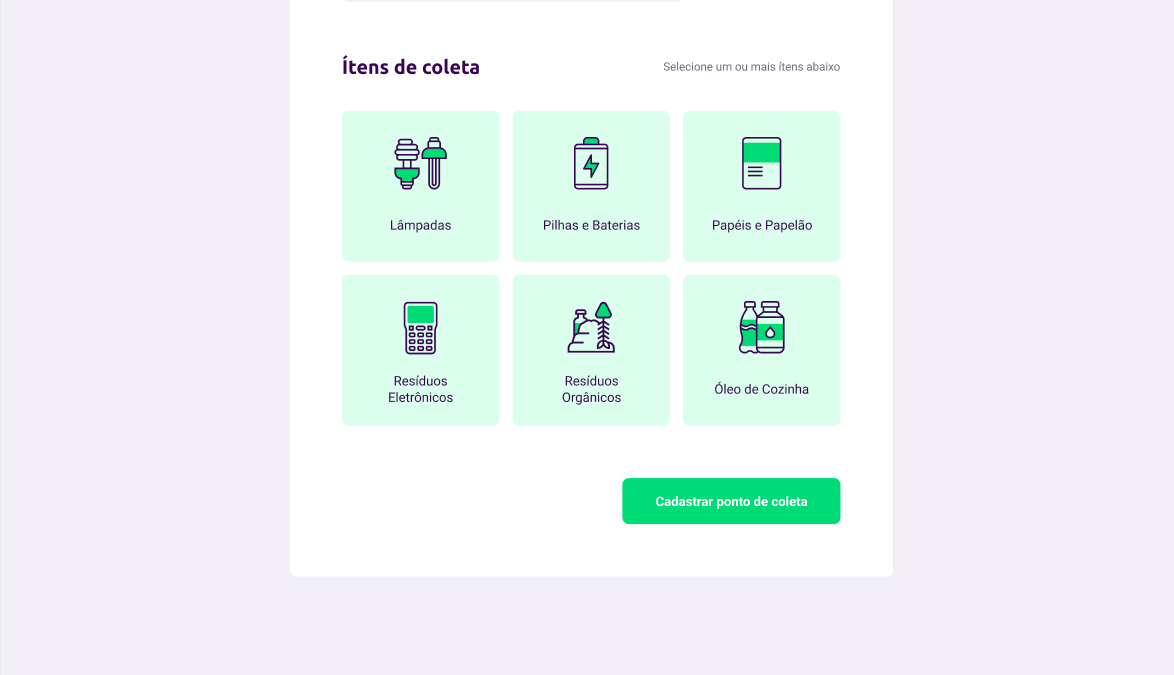 Ítens de coleta
Selecione um ou mais ítens abaixo
Lâmpadas
Pilhas e Baterias
Papéis e Papelão
Resíduos
Eletrônicos
Resíduos
Orgânicos
Óleo de Cozinha
Cadastrar ponto de coleta